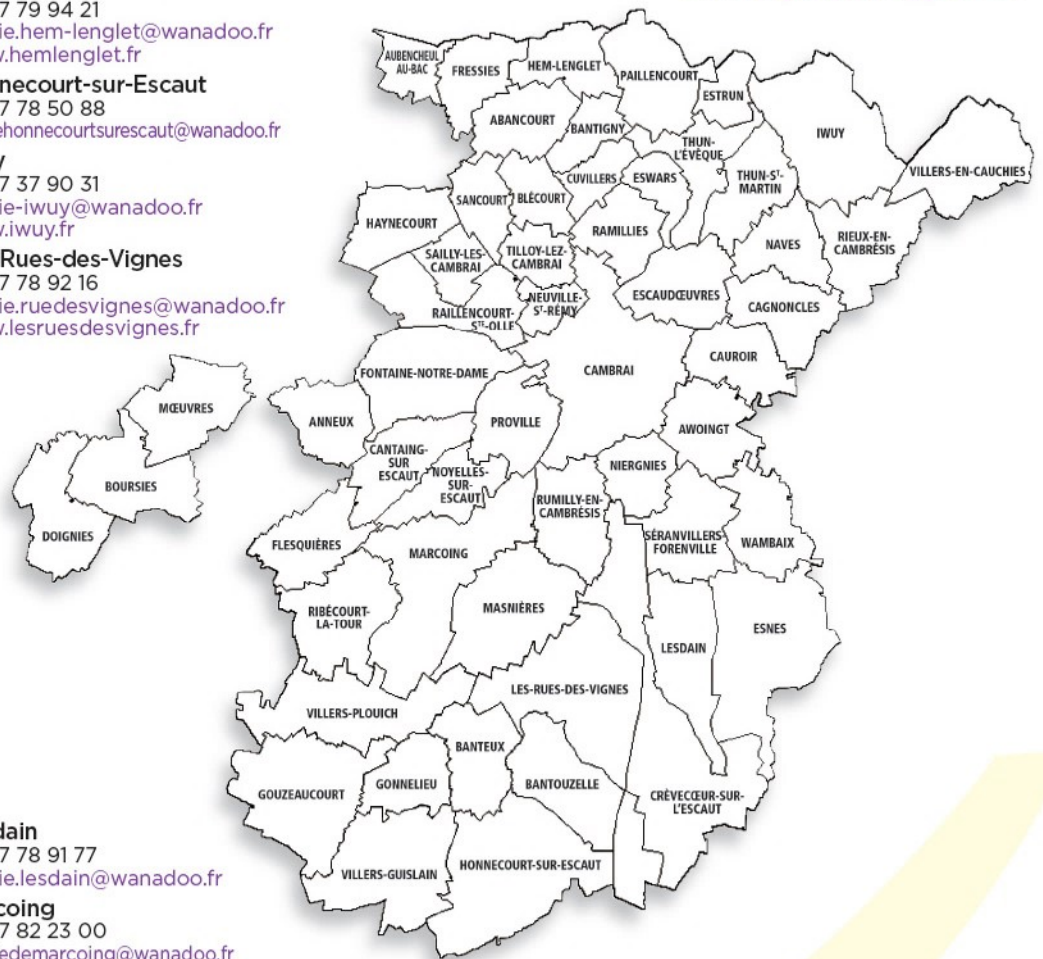 7 79 94 21
ie.hem-lenglet@wanadoo.fr
.hemlenglet.fr
necourt-sur-Escaut
7 78 50 88
ehonnecourtsurescaut@wanadoo.fr
7 37 90 31
ie-iwuy@wanadoo.fr
.iwuy.fr
Rues-des-Vignes
7 78 92 16
ie.ruedesvignes@wanadoo.fr
.lesruesdesvignes.fr
dain
7 78 91 77
ie.lesdain@wanadoo.fr
coing
7 82 23 00
edemarcoing@wanadoo.fr
AUBENCHEUL
AU-BAC
FRESSIES
HEM-LENGLET
PAILLENCOURT
ESTRUN
ABANCOURT
BANTIGNY
THUN-
L'ÉVÊQUE
IWUY
VILLERS-EN-CAUCHIES
CUVILLERS
ESWARS
THUN-ST-
MARTIN
SANCOURT
BLÉCOURT
HAYNECOURT
RAMILLIES
NAVES
RIEUX-EN-
CAMBRÉSIS
SAILLY-LES-
CAMBRAI
TILLOY-LEZ-
CAMBRAI
RAILLENCOURT-
STE-OLLE
NEUVILLE-
ST-RÉMY
ESCAUDŒUVRES
CAGNONCLES
FONTAINE-NOTRE-DAME
CAMBRAI
CAUROIR
MŒUVRES
ANNEUX
PROVILLE
AWOINGT
CANTAING-
SUR
ESCAUT
NOYELLES-
SUR-
ESCAUT
NIERGNIES
BOURSIES
RUMILLY-EN-
CAMBRÉSIS
DOIGNIES
FLESQUIÈRES
MARCOING
SÉRANVILLERS-
FORENVILLE
WAMBAIX
RIBÉCOURT-
LA-TOUR
MASNIÈRES
LESDAIN
ESNES
LES-RUES-DES-VIGNES
VILLERS-PLOUICH
BANTEUX
GOUZEAUCOURT
GONNELIEU
BANTOUZELLE
CRÈVECŒUR-SUR-
L'ESCAUT
VILLERS-GUISLAIN
HONNECOURT-SUR-ESCAUT